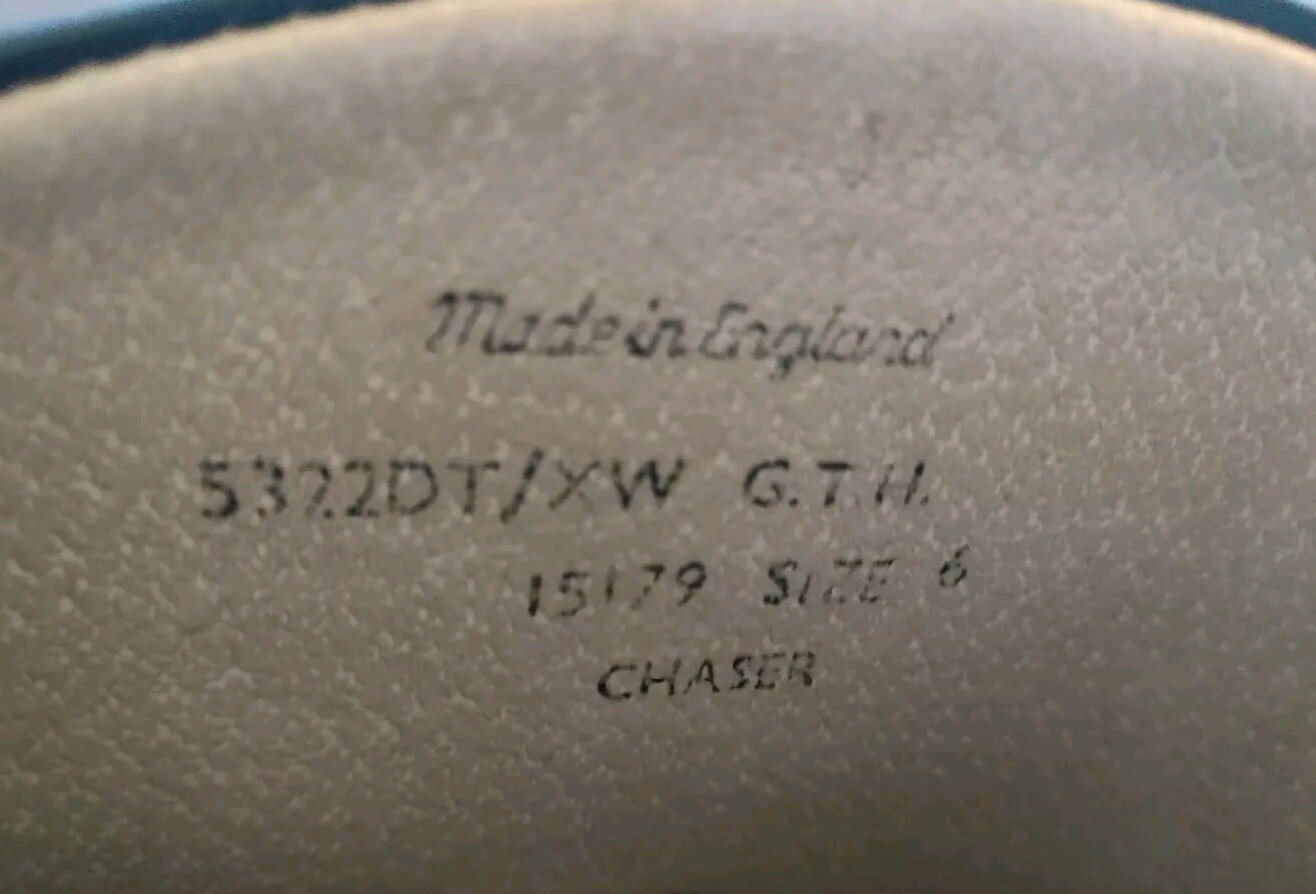 Made in England
5322DT/XW G.T.H.
15179 SIZE 6
CHASER